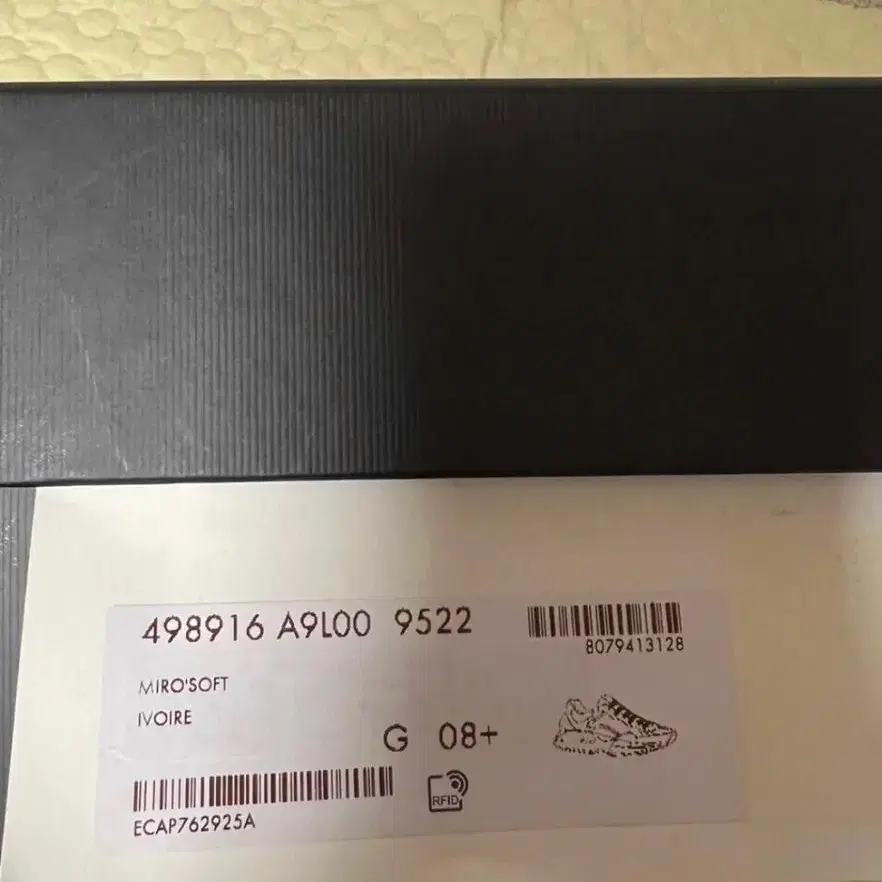 498916 A9L00 9522
8079413128
MIRO'SOFT
IVOIRE
G 08+
RFID
ECAP762925A